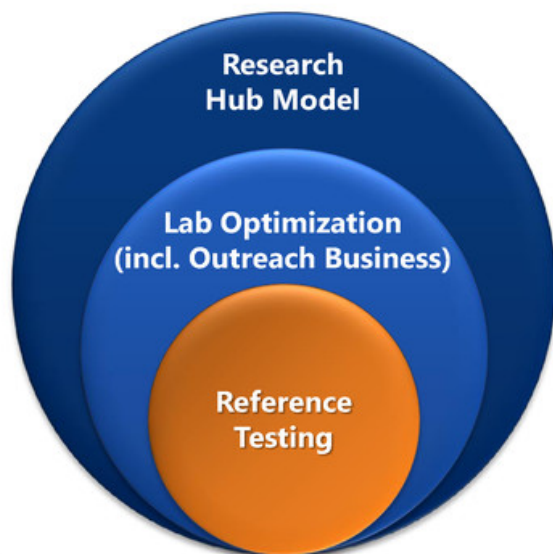 Research
Hub Model
Lab Optimization
(incl. Outreach Business)
Reference
Testing